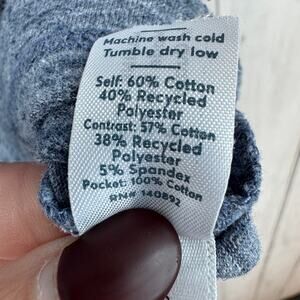 Machine wash cold
Tumble dry low
Self: 60% Cotton
40% Recycled
Polyester
Contrast: 57% Cotton
38% Recycled
Polyester
5% Spandex
Pocket: 100% Cotton
RN# 140892